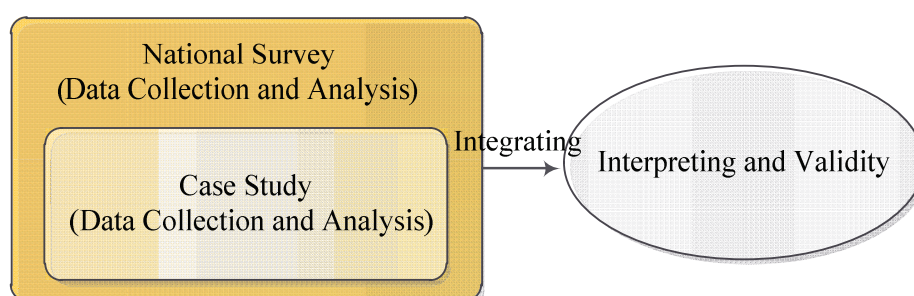 National Survey
(Data Collection and Analysis)
Case Study
(Data Collection and Analysis)
Integrating
Interpreting and Validity